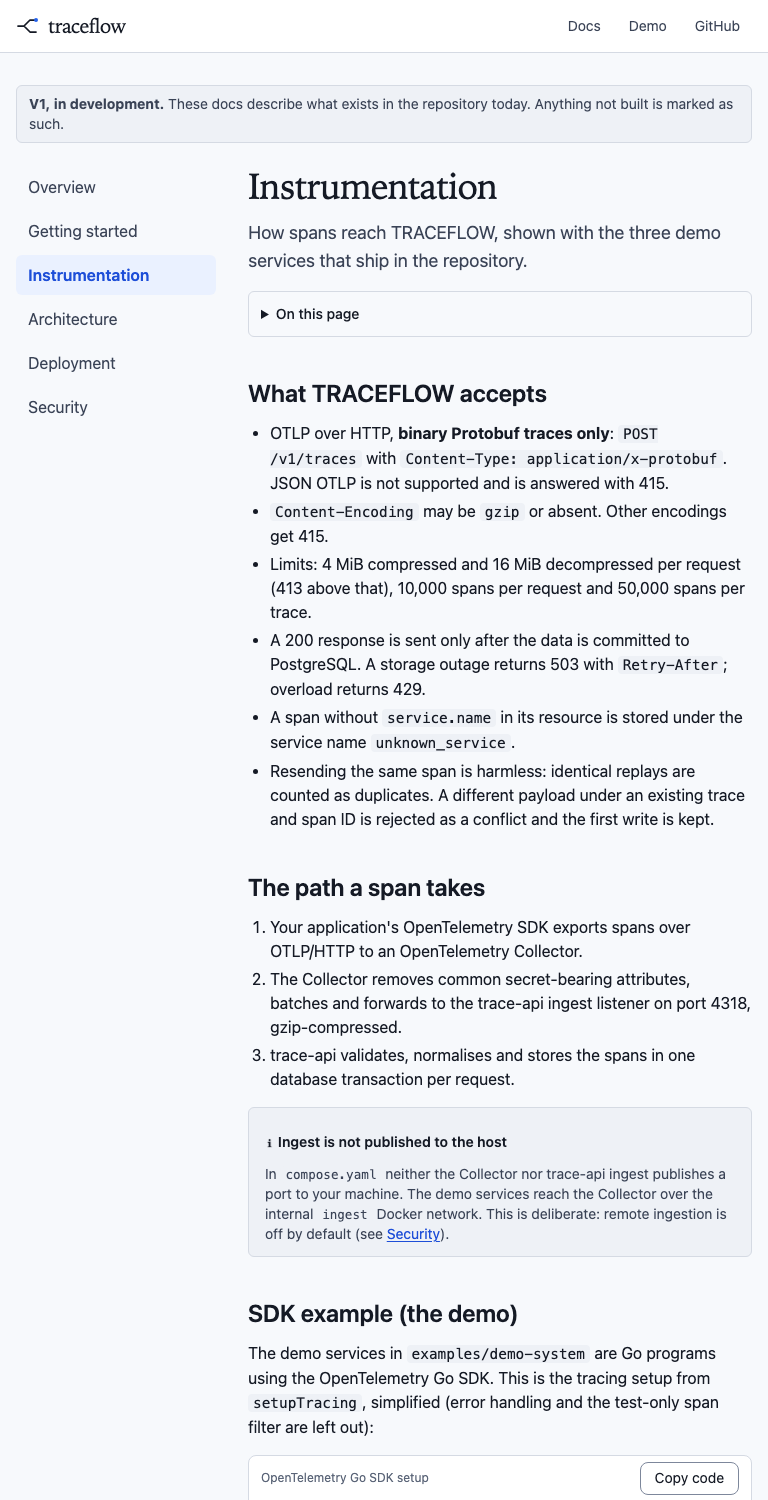 traceflow
Docs
Demo
GitHub
V1, in development. These docs describe what exists in the repository today. Anything not built is marked as
such.
Overview
Getting started
Instrumentation
Architecture
Deployment
Security
Instrumentation
How spans reach TRACEFLOW, shown with the three demo
services that ship in the repository.
On this page
What TRACEFLOW accepts
OTLP over HTTP, binary Protobuf traces only: POST
/v1/traces with Content-Type: application/x-protobuf.
JSON OTLP is not supported and is answered with 415.
Content-Encoding may be gzip or absent. Other encodings
get 415.
Limits: 4 MiB compressed and 16 MiB decompressed per request
(413 above that), 10,000 spans per request and 50,000 spans per
trace.
A 200 response is sent only after the data is committed to
PostgreSQL. A storage outage returns 503 with Retry-After;
overload returns 429.
A span without service.name in its resource is stored under the
service name unknown_service.
Resending the same span is harmless: identical replays are
counted as duplicates. A different payload under an existing trace
and span ID is rejected as a conflict and the first write is kept.
The path a span takes
1. Your application's OpenTelemetry SDK exports spans over
OTLP/HTTP to an OpenTelemetry Collector.
2. The Collector removes common secret-bearing attributes,
batches and forwards to the trace-api ingest listener on port 4318,
gzip-compressed.
3. trace-api validates, normalises and stores the spans in one
database transaction per request.
i Ingest is not published to the host
In compose.yaml neither the Collector nor trace-api ingest publishes a
port to your machine. The demo services reach the Collector over the
internal ingest Docker network. This is deliberate: remote ingestion is
off by default (see Security).
SDK example (the demo)
The demo services in examples/demo-system are Go programs
using the OpenTelemetry Go SDK. This is the tracing setup from
setupTracing, simplified (error handling and the test-only span
filter are left out):
OpenTelemetry Go SDK setup
Copy code